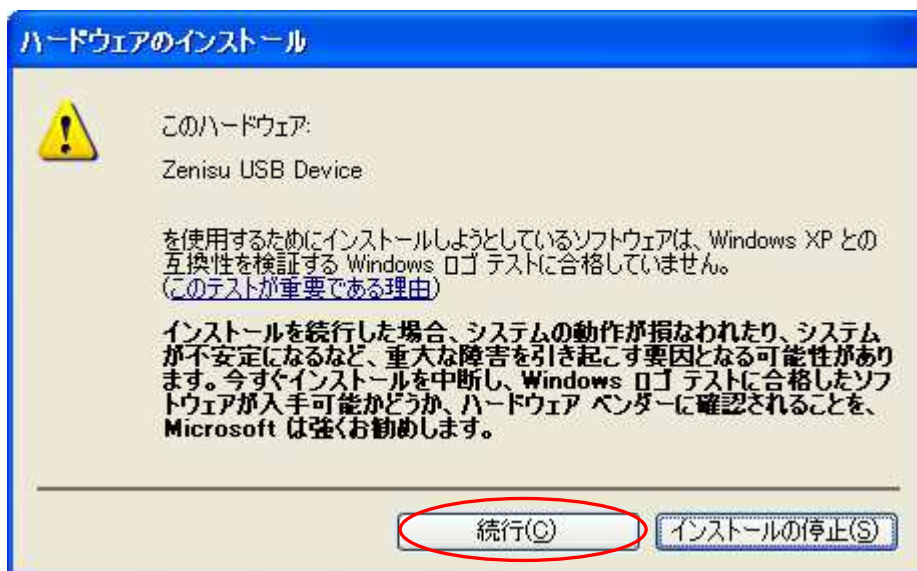 ハードウェアのインストール
このハードウェア:
Zenisu USB Device
を使用するためにインストールしようとしているソフトウェアは、Windows XP との
互換性を検証する Windows ロゴ テストに合格していません。
(このテストが重要である理由)
インストールを続行した場合、システムの動作が損なわれたり、システム
が不安定になるなど、重大な障害を引き起こす要因となる可能性があり
ます。今すぐインストールを中断し、Windows ロゴ テストに合格したソフ
トウェアが入手可能かどうか、ハードウェア ベンダーに確認されることを、
Microsoft は強くお勧めします。
続行(C) インストールの停止(S)